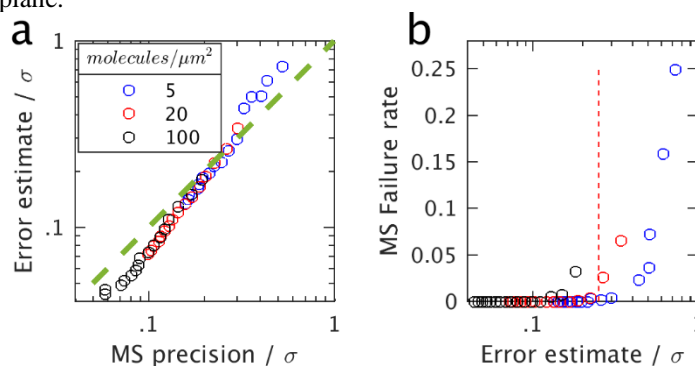 plane.
a
b
1
molecules/μm²
5
20
100
.1
.1
1
Error estimate / σ
MS precision / σ
0.25
0.2
0.15
0.1
0.05
0
.1
MS Failure rate
Error estimate / σ